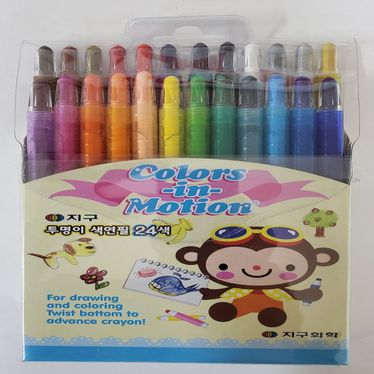 Colors
-in-
Motion
지구
투명이 색연필 24색
For drawing
and coloring
Twist bottom to
advance crayon!
지구화학